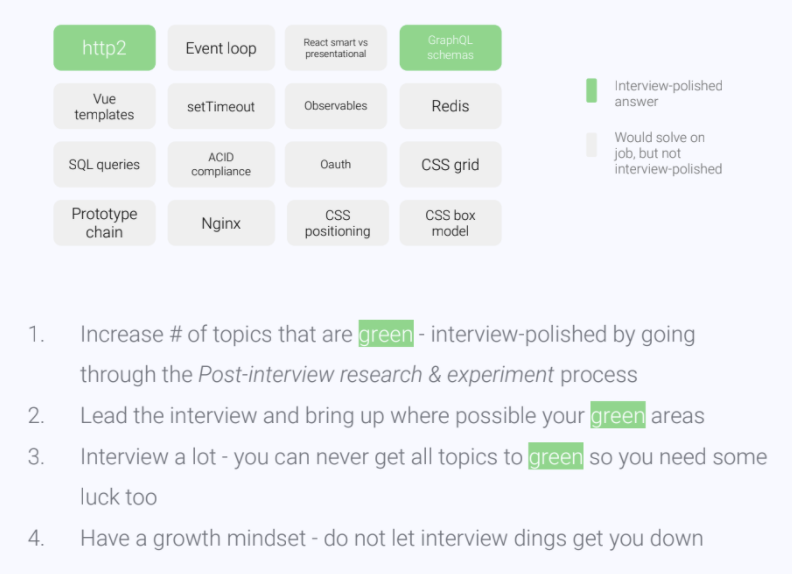 http2
Event loop
React smart vs
presentational
GraphQL
schemas
Vue
templates
setTimeout
Observables
Redis
SQL queries
ACID
compliance
Oauth
CSS grid
Prototype
chain
Nginx
CSS
positioning
CSS box
model
Interview-polished
answer
Would solve on
job, but not
interview-polished
1. Increase # of topics that are green - interview-polished by going
through the Post-interview research & experiment process
2. Lead the interview and bring up where possible your green areas
3. Interview a lot - you can never get all topics to green so you need some
luck too
4. Have a growth mindset - do not let interview dings get you down